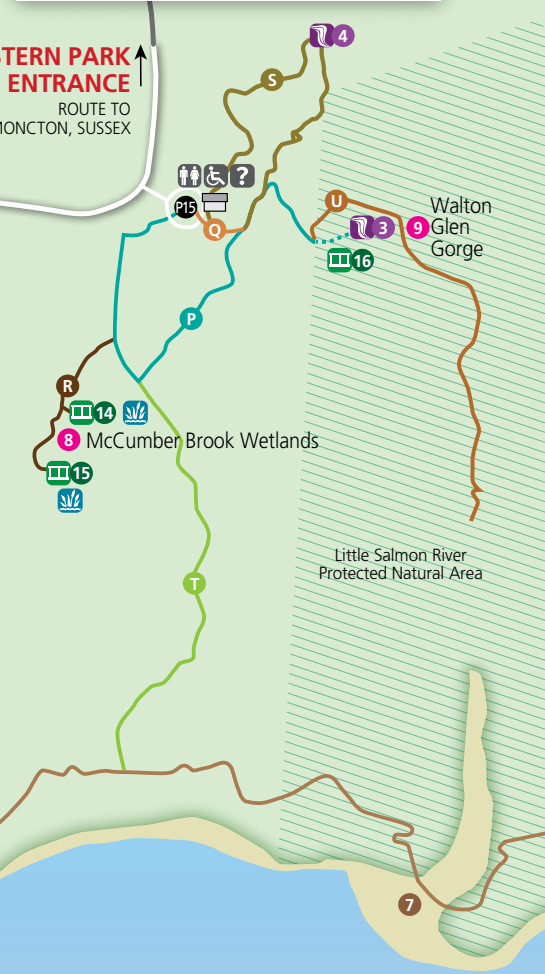 4
STERN PARK
ENTRANCE
ROUTE TO
MONCTON, SUSSEX
S
?
P15
Q
U
3
9
Walton
Glen
Gorge
16
P
R
14
8
McCumber Brook Wetlands
15
Little Salmon River
Protected Natural Area
T
7